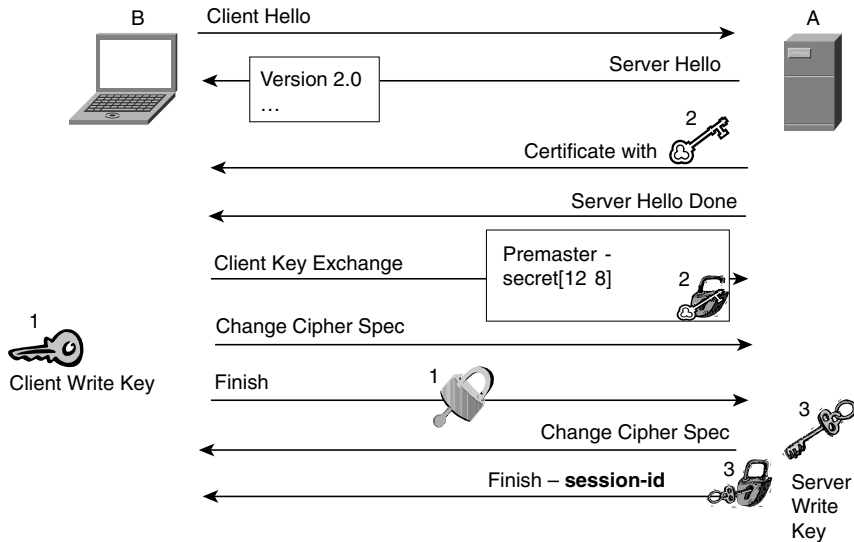 B
Client Hello
A
Server Hello
Version 2.0
…
2
Certificate with
Server Hello Done
Client Key Exchange
Premaster -
secret[12 8]
2
Change Cipher Spec
1
Client Write Key
Finish
1
3
Change Cipher Spec
Finish – session-id
3
Server
Write
Key